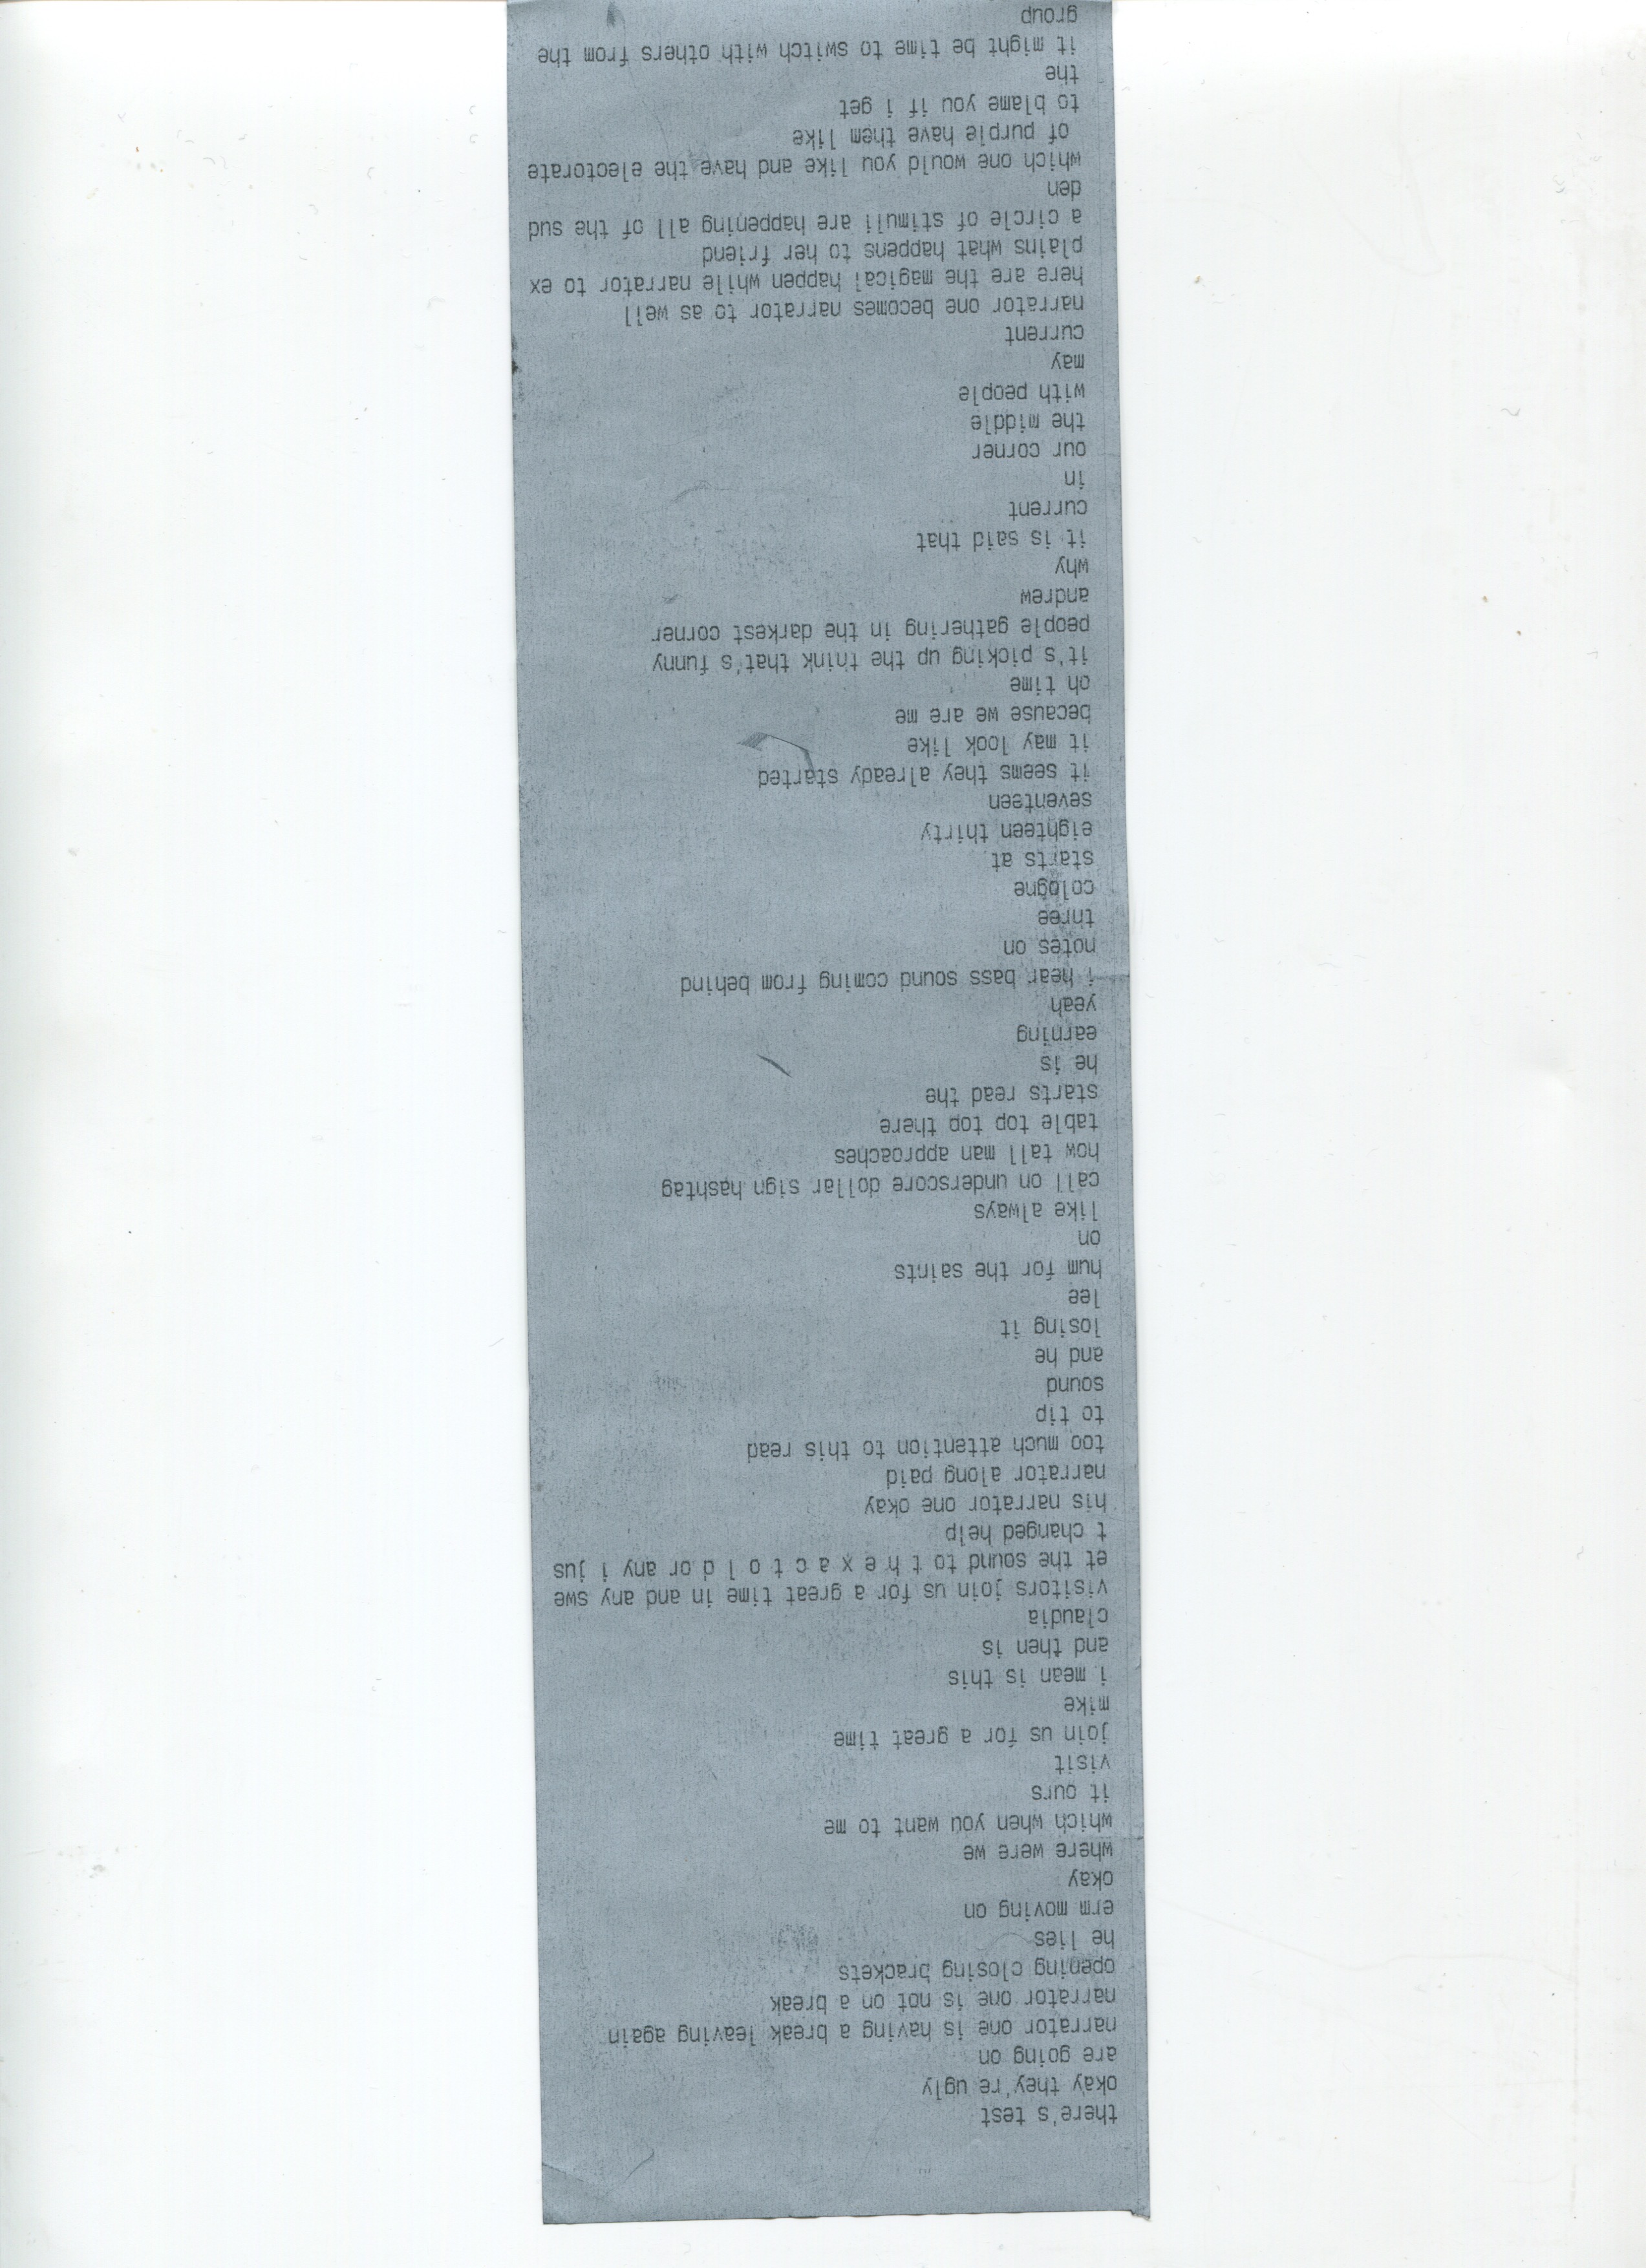 there's test
okay they're ugly
are going on
narrator one is having a break leaving again
narrator one is not on a break
opening closing brackets
he lies
erm moving on
okay
where were we
which when you want to me
it ours
visit
join us for a great time
mike
i mean is this
and then is
claudia
visitors join us for a great time in and any swe
et the sound to t h e x a c t o l d or any i jus
t changed help
his narrator one okay
narrator along paid
too much attention to this read
to tip
sound
and he
losing it
lee
hum for the saints
on
like always
call on underscore dollar sign hashtag
how tall man approaches
table top top there
starts read the
he is
earning
yeah
i hear bass sound coming from behind
notes on
three
cologne
starts at
eighteen thirty
seventeen
it seems they already started
it may look like
because we are me
oh time
it's picking up the think that's funny
people gathering in the darkest corner
andrew
why
it is said that
current
in
our corner
the middle
with people
may
current
narrator one becomes narrator to as well
here are the magical happen while narrator to ex
plains what happens to her friend
a circle of stimuli are happening all of the sud
den
which one would you like and have the electorate
of purple have them like
to blame you if i get
the
it might be time to switch with others from the
group